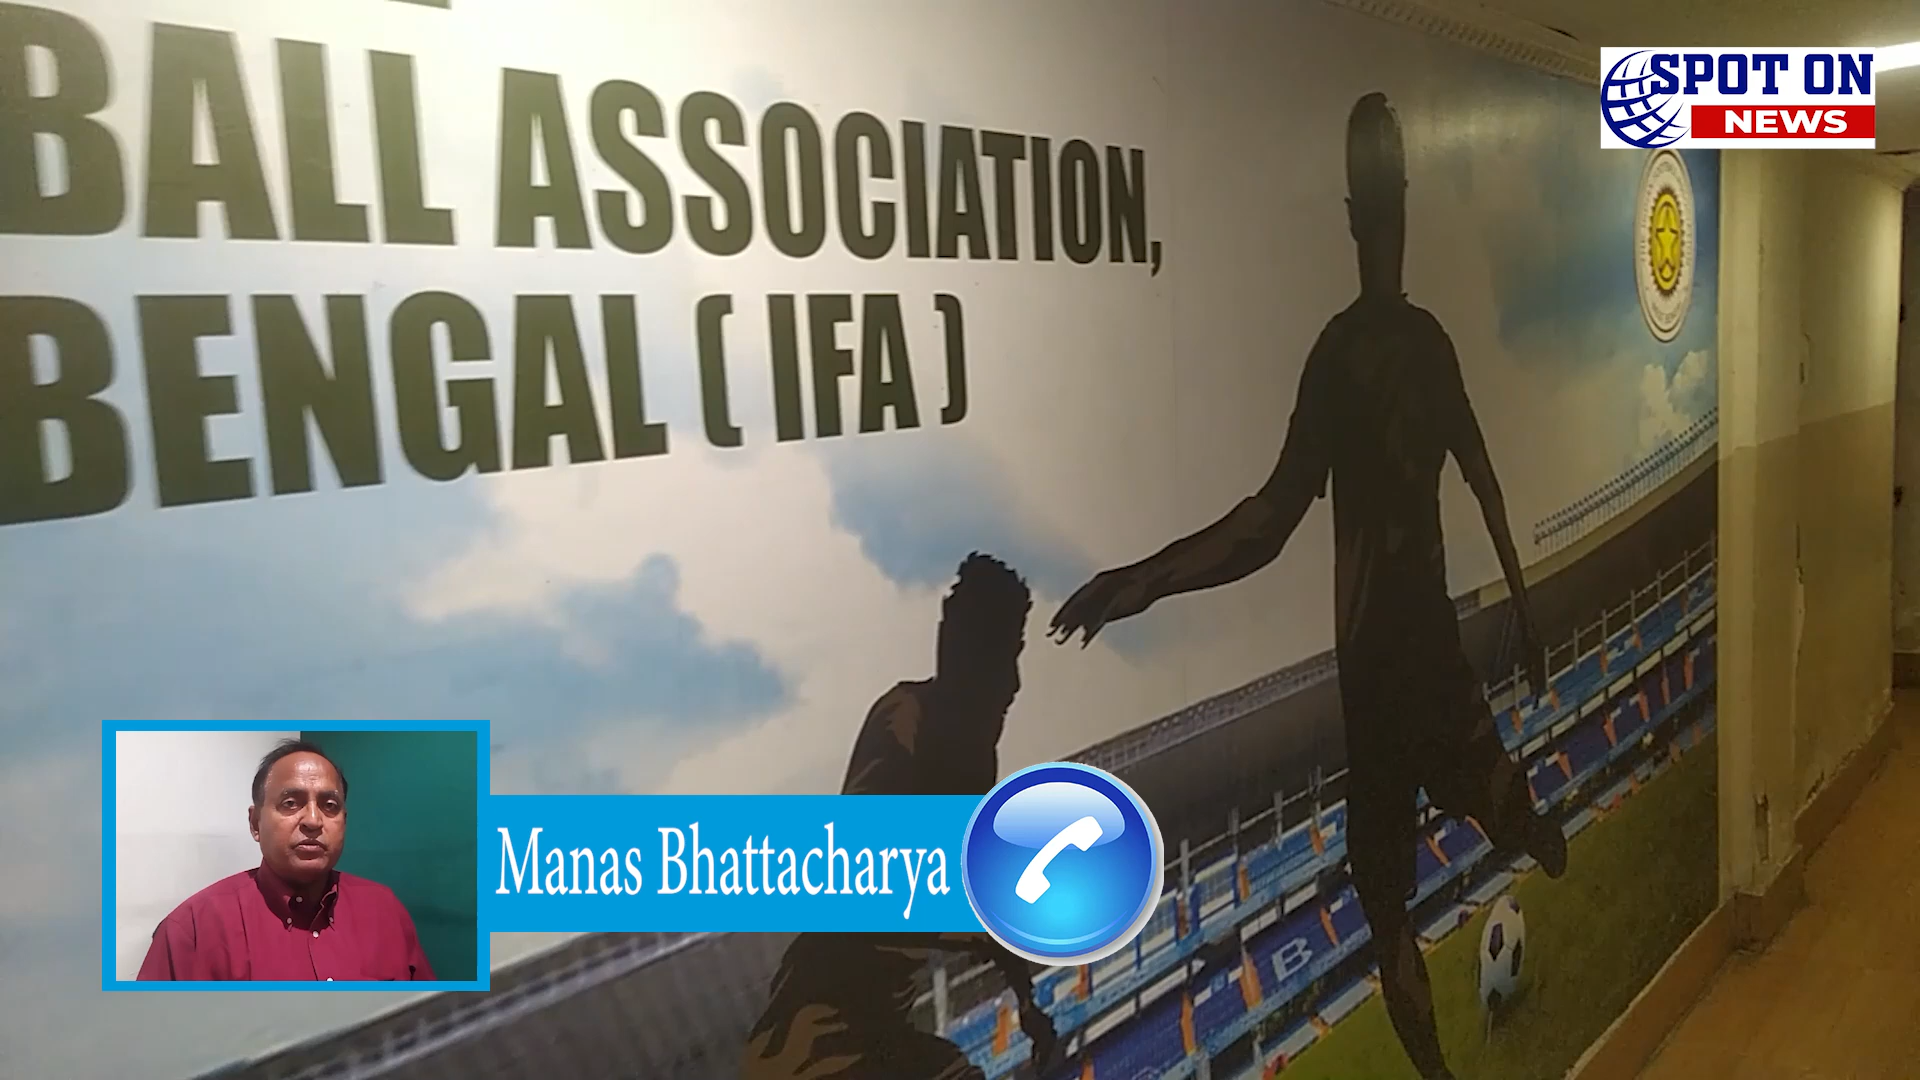 BALL ASSOCIATION,
BENGAL ( IFA )
SPOT ON
NEWS
Manas Bhattacharya
B